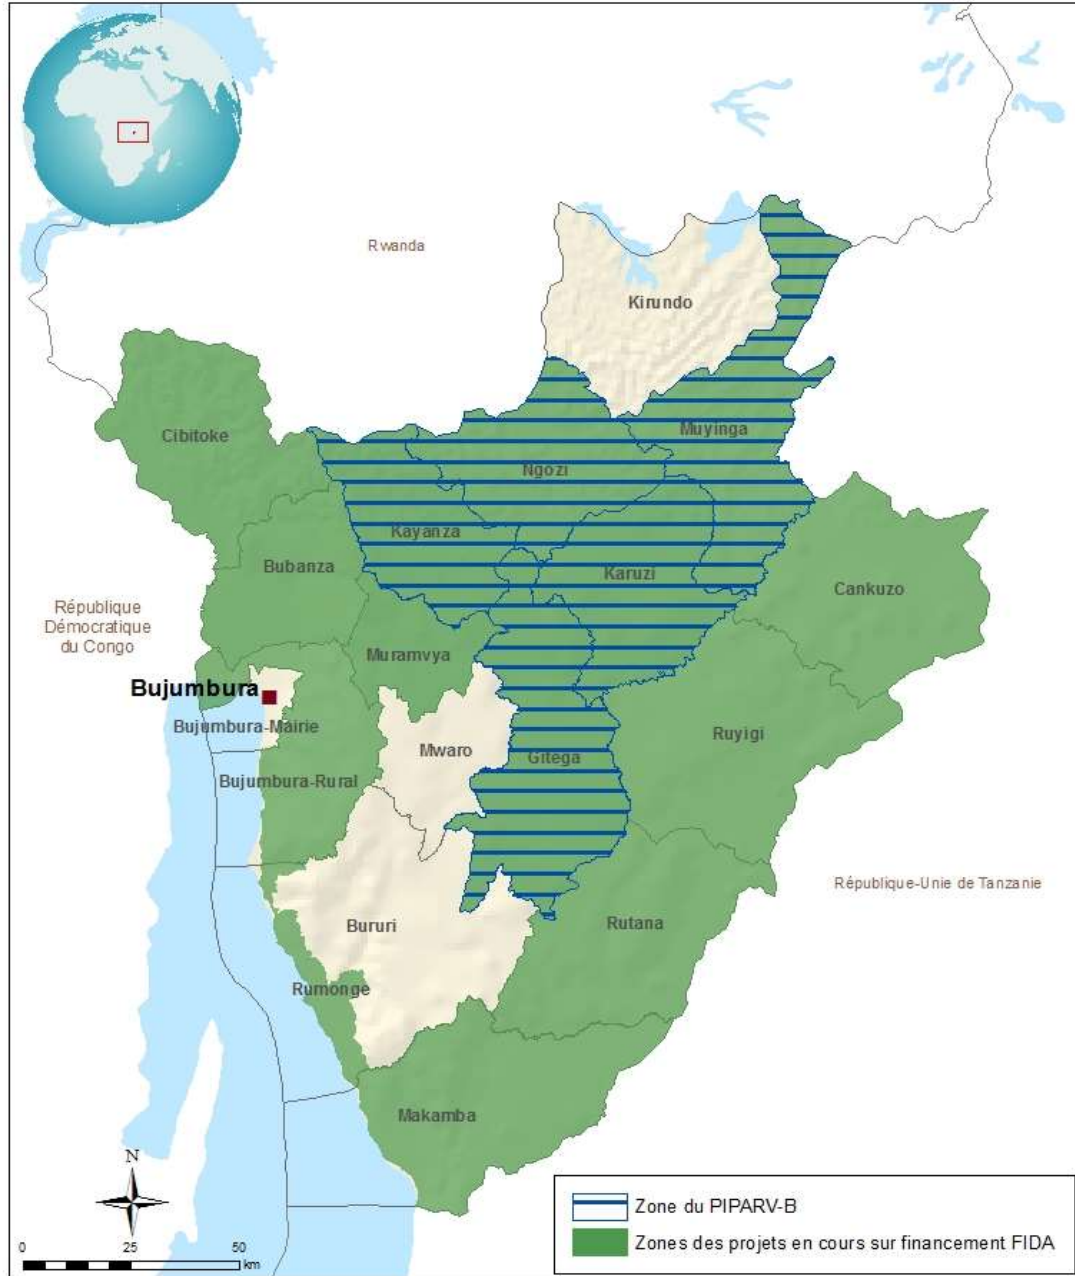 Rwanda
Kirundo
Cibitoke
Muyinga
Ngozi
Kayanza
Bubanza
Karuzi
Cankuzo
République
Démocratique
du Congo
Muramvya
Bujumbura
Bujumbura-Mairie
Ruyigi
Mwaro
Gitega
Bujumbura-Rural
République-Unie de Tanzanie
Bururi
Rutana
Rumonge
Makamba
N
0 25 50
km
Zone du PIPARV-B
Zones des projets en cours sur financement FIDA